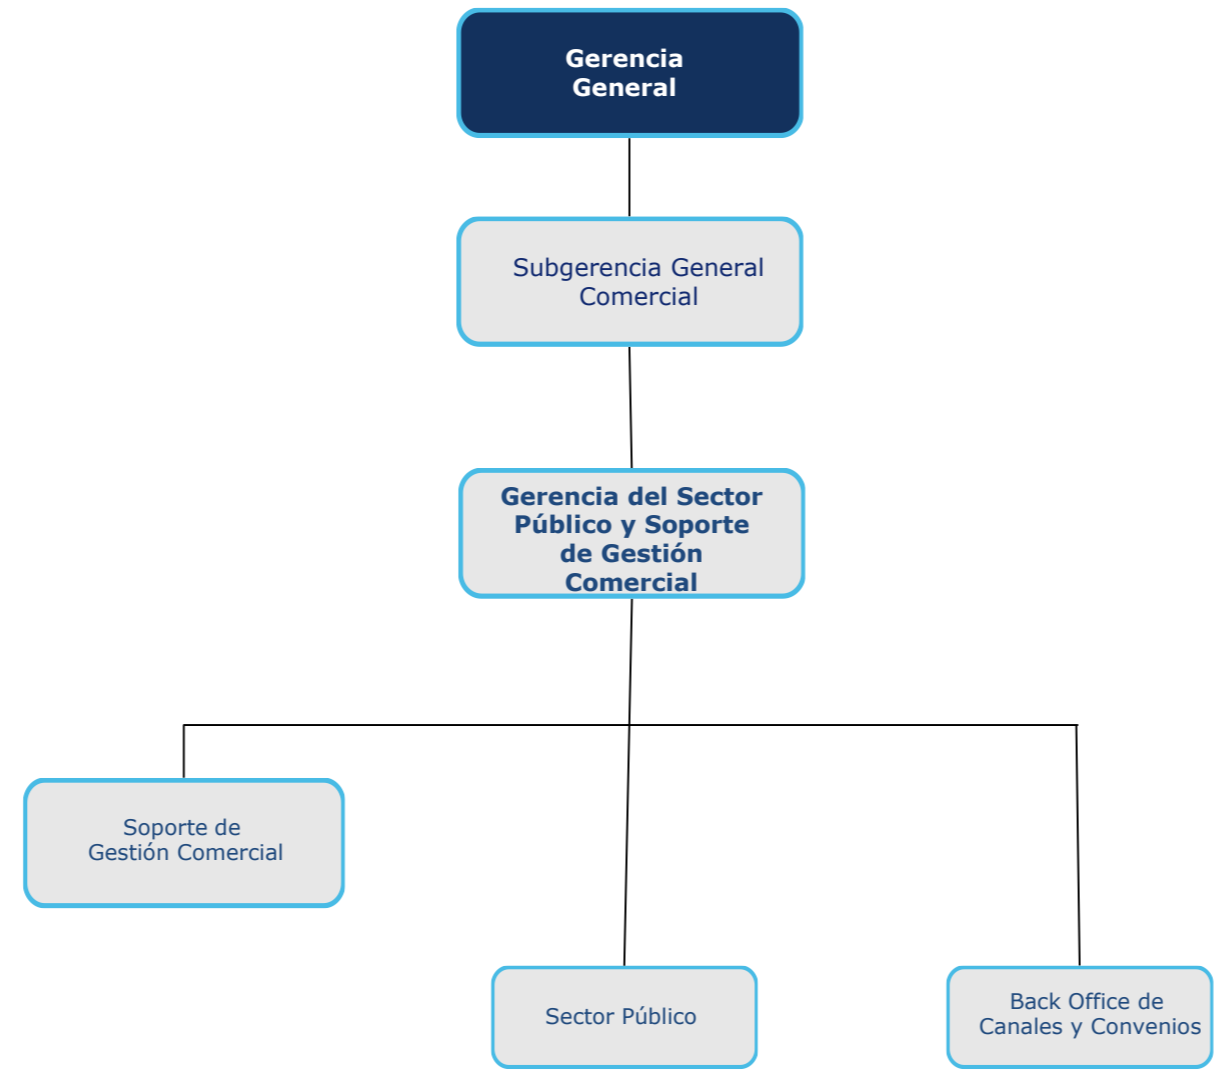 Gerencia
General
Subgerencia General
Comercial
Gerencia del Sector
Público y Soporte
de Gestión
Comercial
Soporte de
Gestión Comercial
Sector Público
Back Office de
Canales y Convenios